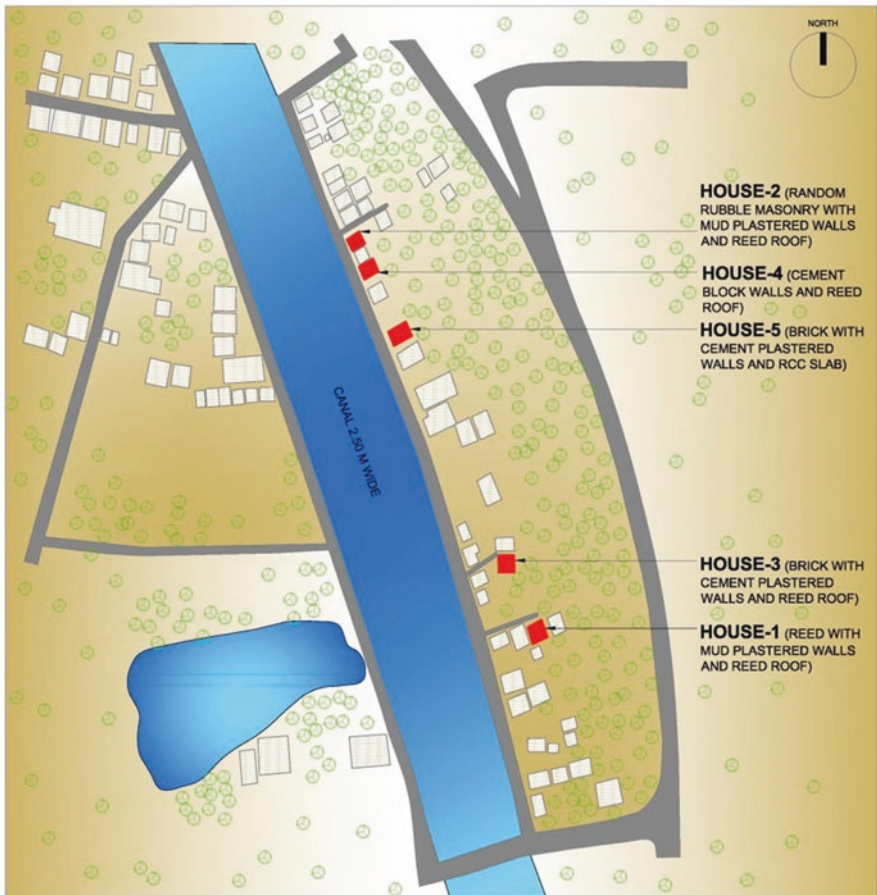 NORTH
HOUSE-2 (RANDOM
RUBBLE MASONRY WITH
MUD PLASTERED WALLS
AND REED ROOF)
HOUSE-4 (CEMENT
BLOCK WALLS AND REED
ROOF)
HOUSE-5 (BRICK WITH
CEMENT PLASTERED
WALLS AND RCC SLAB)
CANAL 2.50 M WIDE
HOUSE-3 (BRICK WITH
CEMENT PLASTERED
WALLS AND REED ROOF)
HOUSE-1 (REED WITH
MUD PLASTERED WALLS
AND REED ROOF)